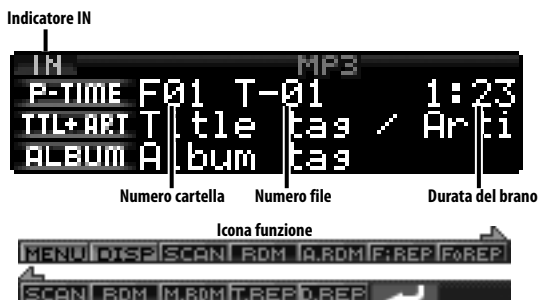 Indicatore IN
IN MP3
P-TIME F01 T-01 1:23
TTL+ART Title tag / Arti
ALBUM Album tag
Numero cartella Numero file Durata del brano
Icona funzione
MENU DISP SCAN RDM A.RDM F:REP FoREP
SCAN RDM M.RDM T.REP D.REP